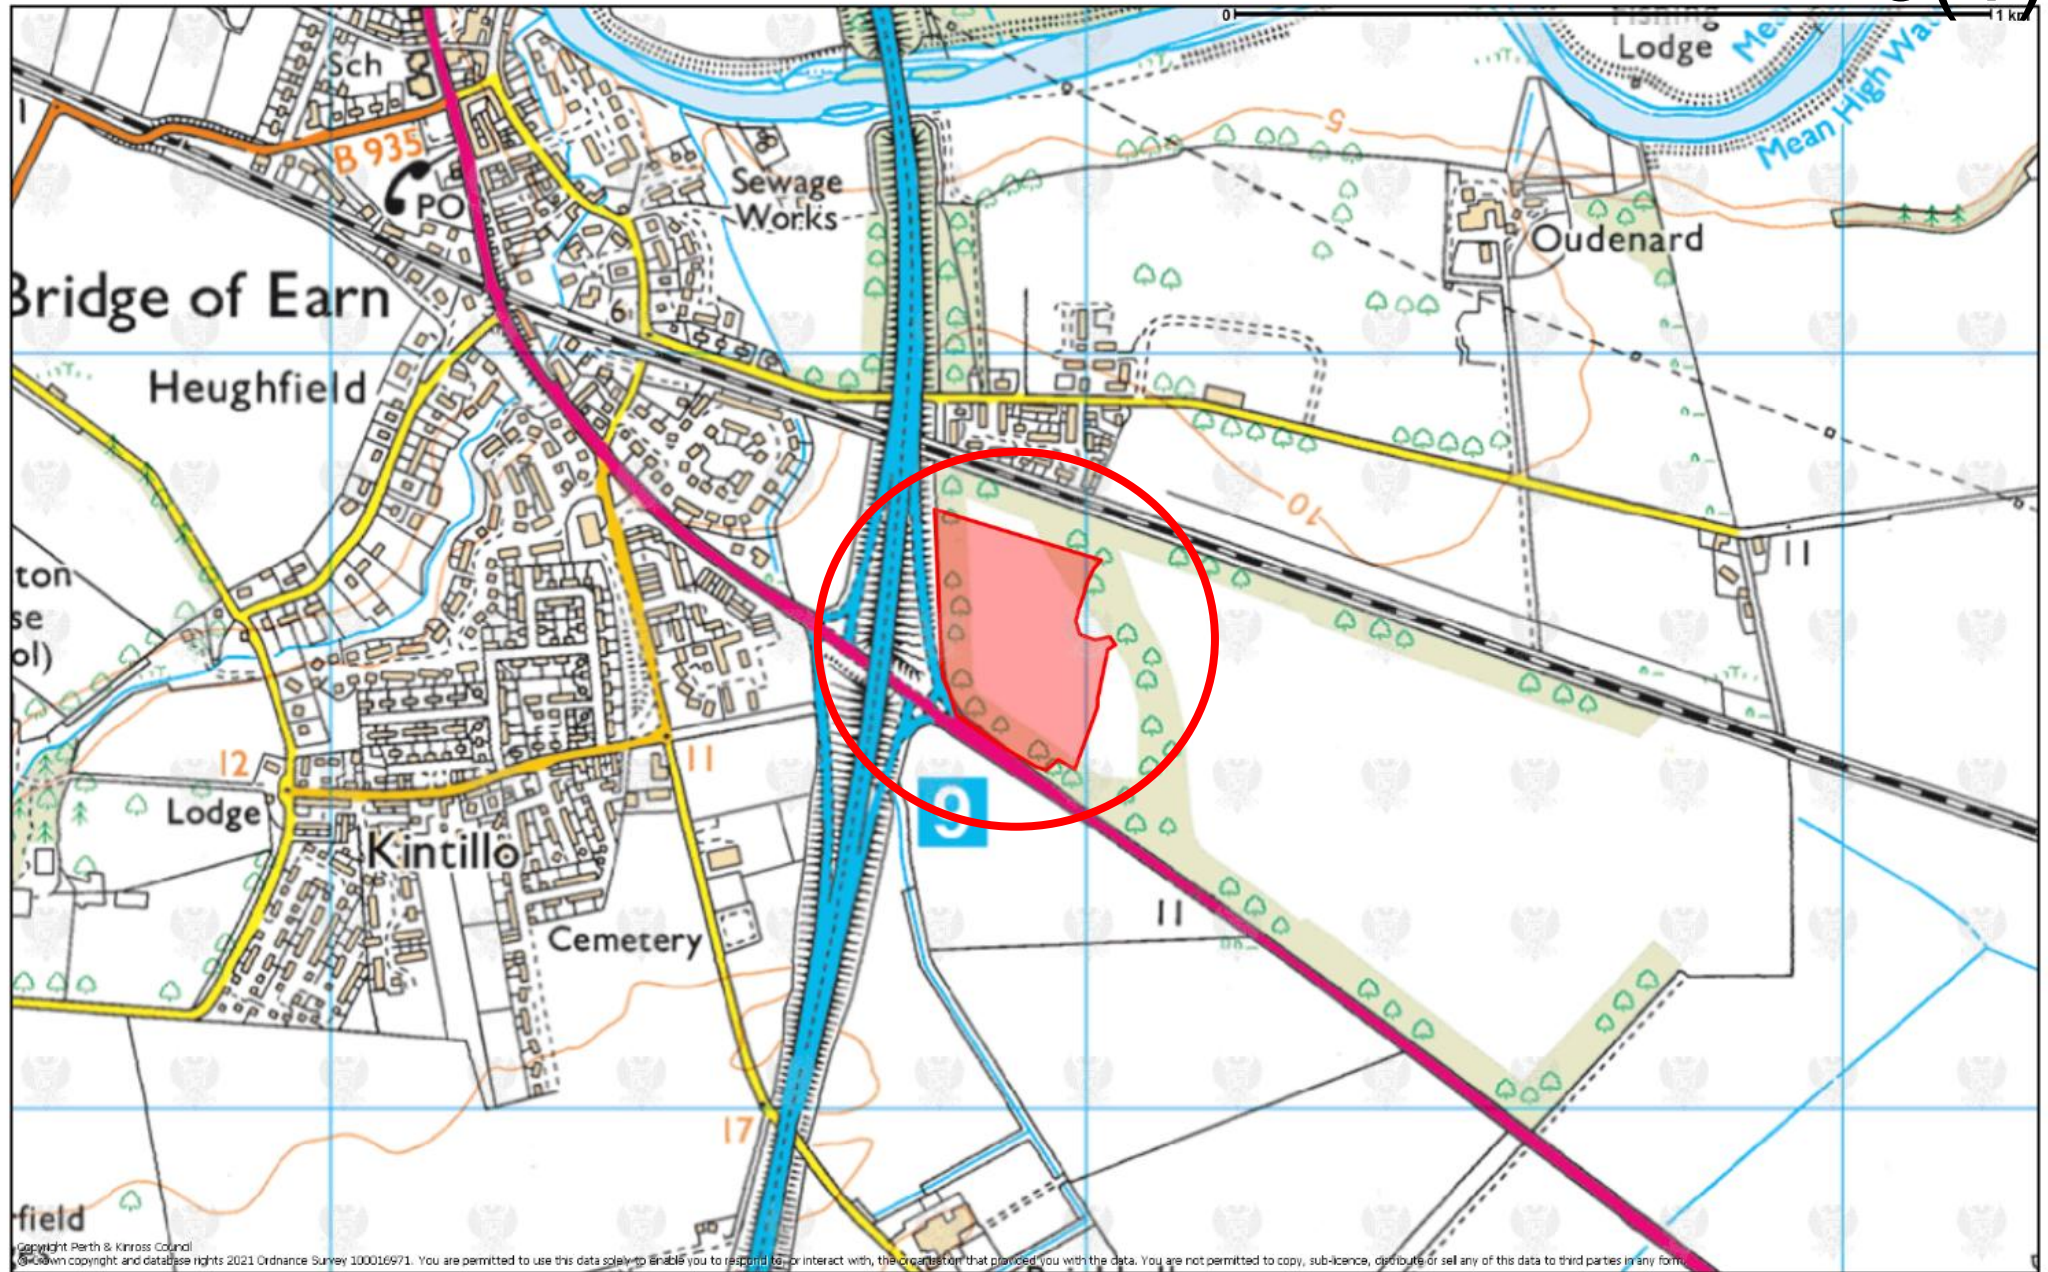 0
1 km
Sch
Lodge
Mean High Wat
Mea
5
B 935
PO
Sewage
Works
Oudenard
Bridge of Earn
6
Heughfield
10
11
ton
se
ol)
12
11
Lodge
9
Kintillo
11
Cemetery
17
field
Copyright Perth & Kinross Council
© Crown copyright and database rights 2021 Ordnance Survey 100016971. You are permitted to use this data solely to enable you to respond to, or interact with, the organisation that provided you with the data. You are not permitted to copy, sub-licence, distribute or sell any of this data to third parties in any form.